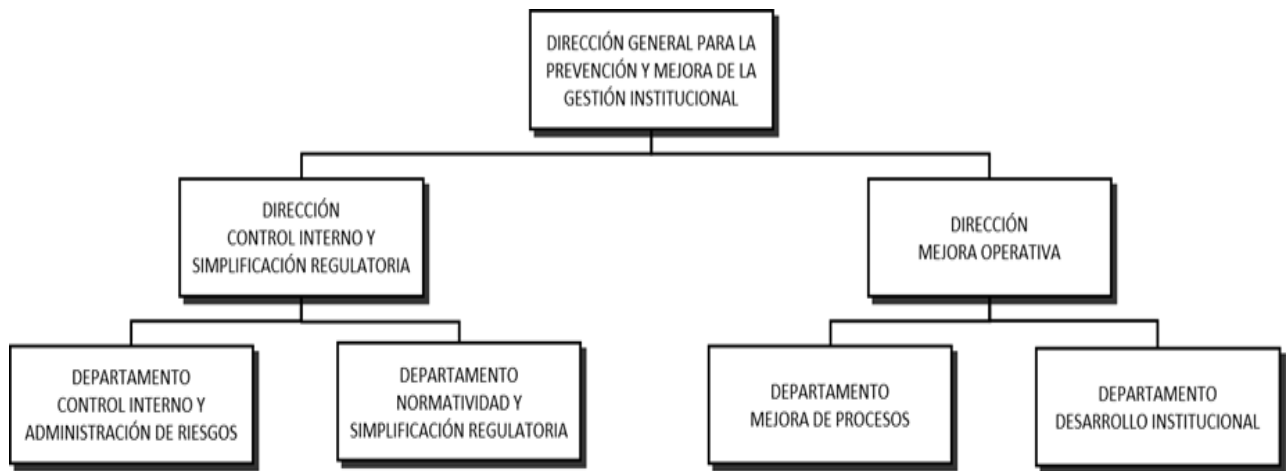 DIRECCIÓN GENERAL PARA LA
PREVENCIÓN Y MEJORA DE LA
GESTIÓN INSTITUCIONAL
DIRECCIÓN
CONTROL INTERNO Y
SIMPLIFICACIÓN REGULATORIA
DIRECCIÓN
MEJORA OPERATIVA
DEPARTAMENTO
CONTROL INTERNO Y
ADMINISTRACIÓN DE RIESGOS
DEPARTAMENTO
NORMATIVIDAD Y
SIMPLIFICACIÓN REGULATORIA
DEPARTAMENTO
MEJORA DE PROCESOS
DEPARTAMENTO
DESARROLLO INSTITUCIONAL